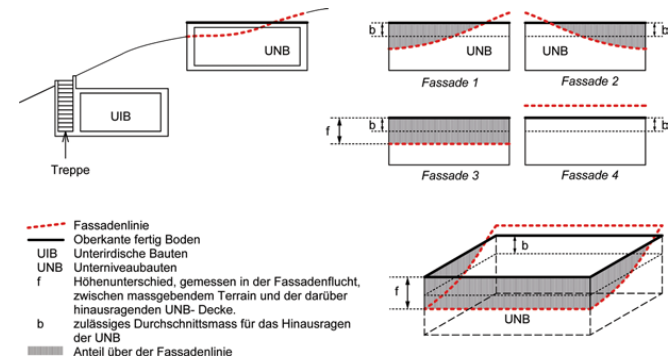 UNB
UIB
Treppe
b
UNB
Fassade 1
UNB
b
Fassade 2
f
b
Fassade 3
b
Fassade 4
Fassadenlinie
Oberkante fertig Boden
UIB Unterirdische Bauten
UNB Unterniveaubauten
f Höhenunterschied, gemessen in der Fassadenflucht,
zwischen massgebendem Terrain und der darüber
hinausragenden UNB- Decke.
b zulässiges Durchschnittsmass für das Hinausragen
der UNB
Anteil über der Fassadenlinie
b
f
UNB